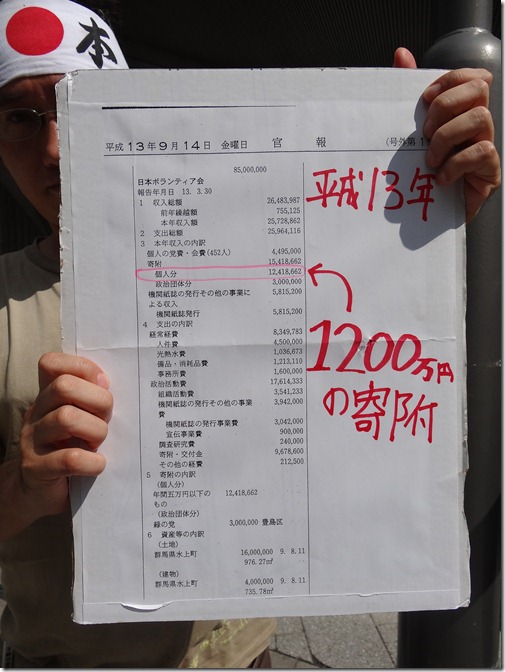 本
平成13年9月14日 金曜日 官報 (号外第1
85,000,000
日本ボランティア会
報告年月日 13. 3.30
1 収入総額 26,483,987
前年繰越額 755,125
本年収入額 25,728,862
2 支出総額 25,964,116
3 本年収入の内訳
個人の党費・会費(452人) 4,495,000
寄附 15,418,662
個人分 12,418,662
政治団体分 3,000,000
機関紙誌の発行その他の事業に
よる収入 5,815,200
機関紙誌発行 5,815,200
4 支出の内訳
経常経費 8,349,783
人件費 4,500,000
光熱水費 1,036,673
備品・消耗品費 1,213,110
事務所費 1,600,000
政治活動費 17,614,333
組織活動費 3,541,233
機関紙誌の発行その他の事業 3,942,000
費
機関紙誌の発行事業費 3,042,000
宣伝事業費 900,000
調査研究費 240,000
寄附・交付金 9,678,600
その他の経費 212,500
5 寄附の内訳
(個人分)
年間五万円以下の 12,418,662
もの
(政治団体分)
緑の党 3,000,000 豊島区
6 資産等の内訳
(土地)
群馬県水上町 16,000,000 9. 8.11
976.27㎡
(建物)
群馬県水上町 4,000,000 9. 8.11
735.78㎡
平成13年
1200万円
の寄附